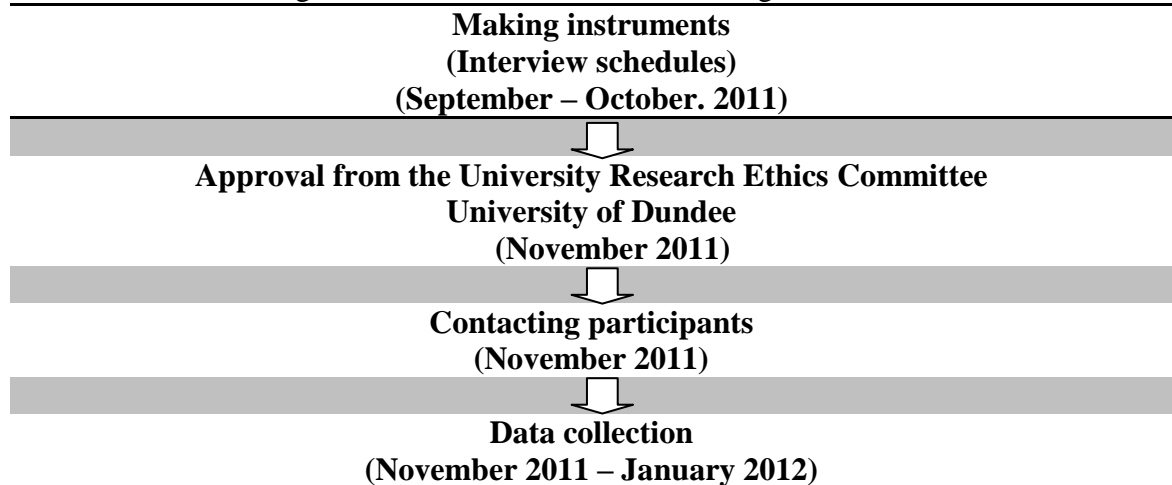 Making instruments
(Interview schedules)
(September – October. 2011)
Approval from the University Research Ethics Committee
University of Dundee
(November 2011)
Contacting participants
(November 2011)
Data collection
(November 2011 – January 2012)